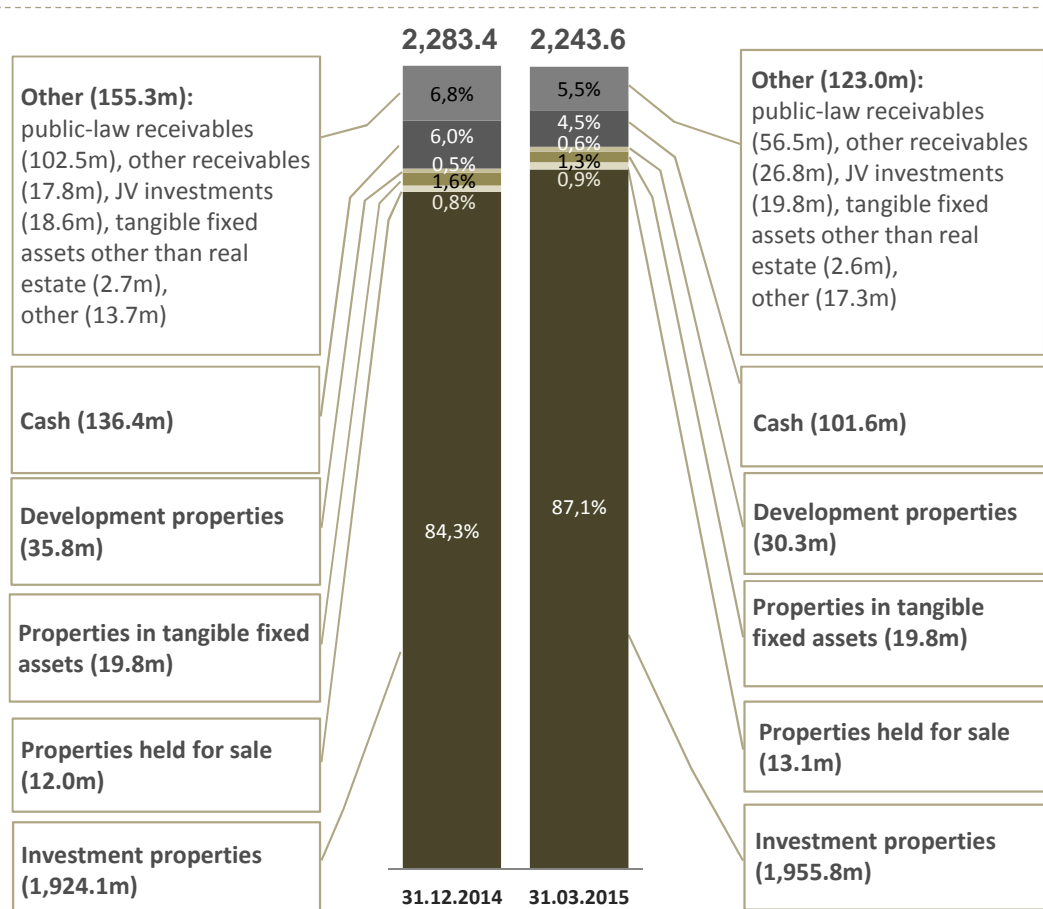 2,283.4
2,243.6
Other (155.3m):
public-law receivables
(102.5m), other receivables
(17.8m), JV investments
(18.6m), tangible fixed
assets other than real
estate (2.7m),
other (13.7m)
Cash (136.4m)
Development properties
(35.8m)
Properties in tangible fixed
assets (19.8m)
Properties held for sale
(12.0m)
Investment properties
(1,924.1m)
6,8%
6,0%
0,5%
1,6%
0,8%
84,3%
31.12.2014
5,5%
4,5%
0,6%
1,3%
0,9%
87,1%
31.03.2015
Other (123.0m):
public-law receivables
(56.5m), other receivables
(26.8m), JV investments
(19.8m), tangible fixed
assets other than real
estate (2.6m),
other (17.3m)
Cash (101.6m)
Development properties
(30.3m)
Properties in tangible
fixed assets (19.8m)
Properties held for sale
(13.1m)
Investment properties
(1,955.8m)